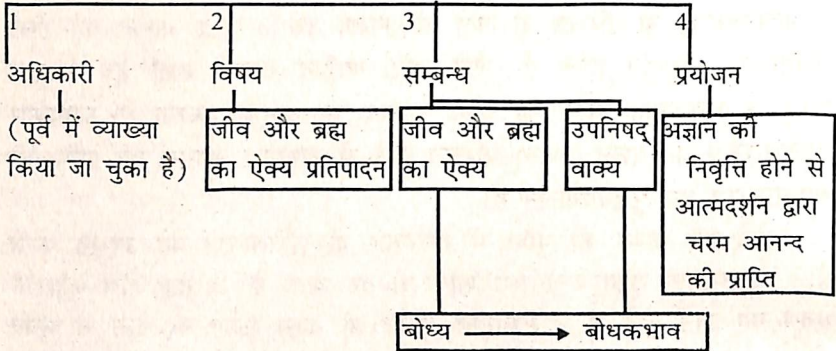 1 2 3 4
अधिकारी विषय सम्बन्ध प्रयोजन
(पूर्व में व्याख्या
किया जा चुका है)
जीव और ब्रह्म
का ऐक्य प्रतिपादन
जीव और ब्रह्म
का ऐक्य
उपनिषद्
वाक्य
अज्ञान की
निवृत्ति होने से
आत्मदर्शन द्वारा
चरम आनन्द
की प्राप्ति
बोध्य → बोधकभाव